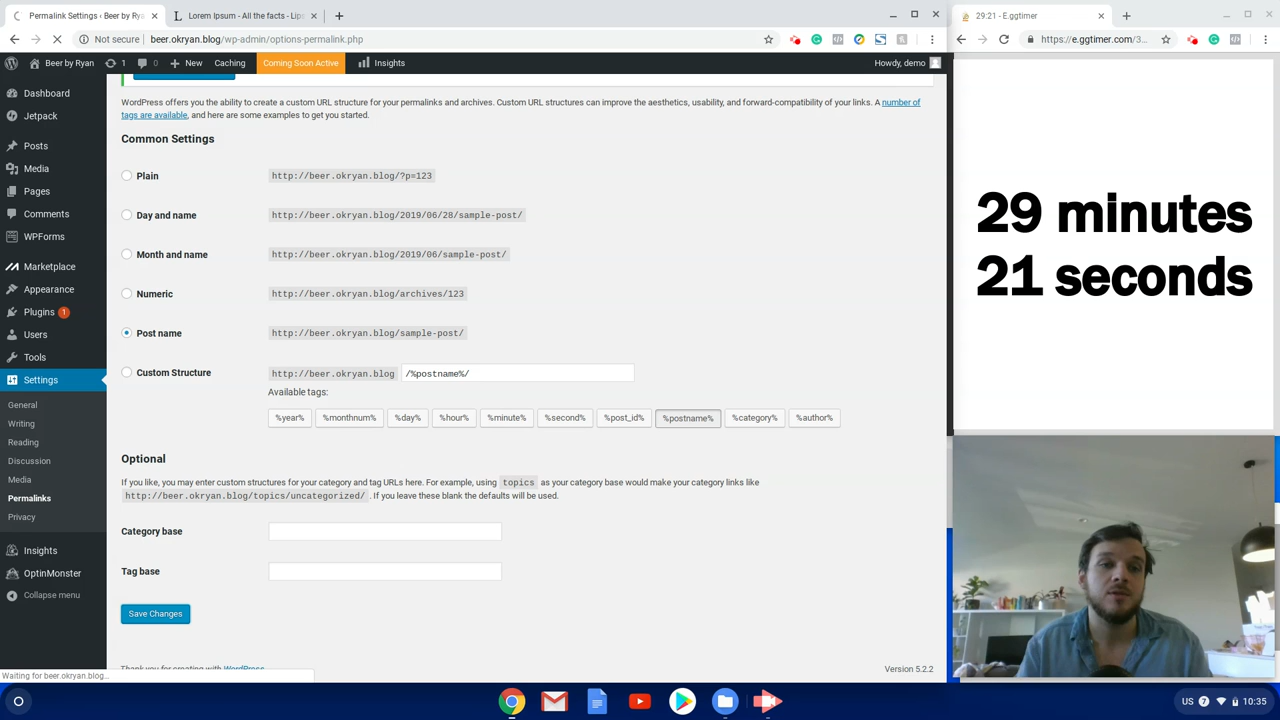 Permalink Settings ‹ Beer by Rya
Lorem Ipsum - All the facts - Lips
29:21 - E.ggtimer
Not secure
beer.okryan.blog/wp-admin/options-permalink.php
https://e.ggtimer.com/3...
Beer by Ryan
1
0
New
Caching
Coming Soon Active
Insights
Howdy, demo
Dashboard
Jetpack
Posts
Media
Pages
Comments
WPForms
Marketplace
Appearance
Plugins 1
Users
Tools
Settings
General
Writing
Reading
Discussion
Media
Permalinks
Privacy
Insights
OptinMonster
Collapse menu
WordPress offers you the ability to create a custom URL structure for your permalinks and archives. Custom URL structures can improve the aesthetics, usability, and forward-compatibility of your links. A number of
tags are available, and here are some examples to get you started.
Common Settings
Plain
http://beer.okryan.blog/?p=123
Day and name
http://beer.okryan.blog/2019/06/28/sample-post/
Month and name
http://beer.okryan.blog/2019/06/sample-post/
Numeric
http://beer.okryan.blog/archives/123
Post name
http://beer.okryan.blog/sample-post/
Custom Structure
http://beer.okryan.blog /%postname%/
Available tags:
%year% %monthnum% %day% %hour% %minute% %second% %post_id% %postname% %category% %author%
Optional
If you like, you may enter custom structures for your category and tag URLs here. For example, using topics as your category base would make your category links like
http://beer.okryan.blog/topics/uncategorized/ . If you leave these blank the defaults will be used.
Category base
Tag base
Save Changes
Thank you for creating with WordPress
Version 5.2.2
Waiting for beer.okryan.blog...
29 minutes
21 seconds
US 7 10:35